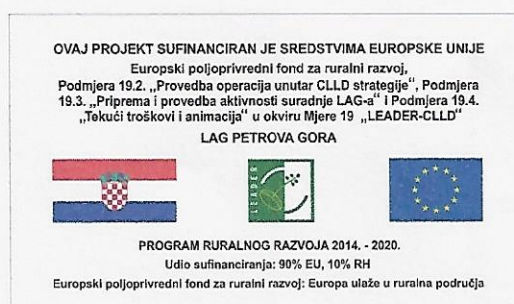 OVAJ PROJEKT SUFINANCIRAN JE SREDSTVIMA EUROPSKE UNIJE
Europski poljoprivredni fond za ruralni razvoj,
Podmjera 19.2. „Provedba operacija unutar CLLD strategije", Podmjera
19.3. „Priprema i provedba aktivnosti suradnje LAG-a" i Podmjera 19.4.
„Tekući troškovi i animacija" u okviru Mjere 19 „LEADER-CLLD"
LAG PETROVA GORA
LEADER
PROGRAM RURALNOG RAZVOJA 2014. - 2020.
Udio sufinanciranja: 90% EU, 10% RH
Europski poljoprivredni fond za ruralni razvoj: Europa ulaže u ruralna područja